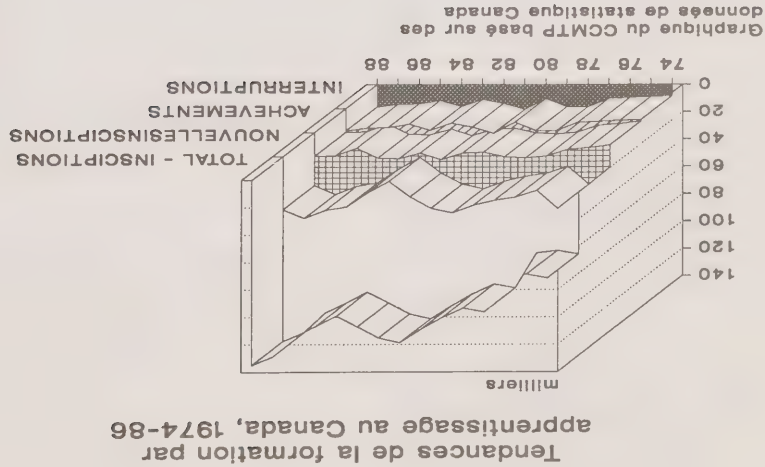 Tendances de la formation par
apprentissage au Canada, 1974-86
milliers
140
120
100
80
60
40
20
0
TOTAL - INSCIPTIONS
NOUVELLESINSCIPTIONS
ACHEVEMENTS
INTERRUPTIONS
74 76 78 80 82 84 86 88
Graphique du CCMTP basé sur des
données de statistique Canada